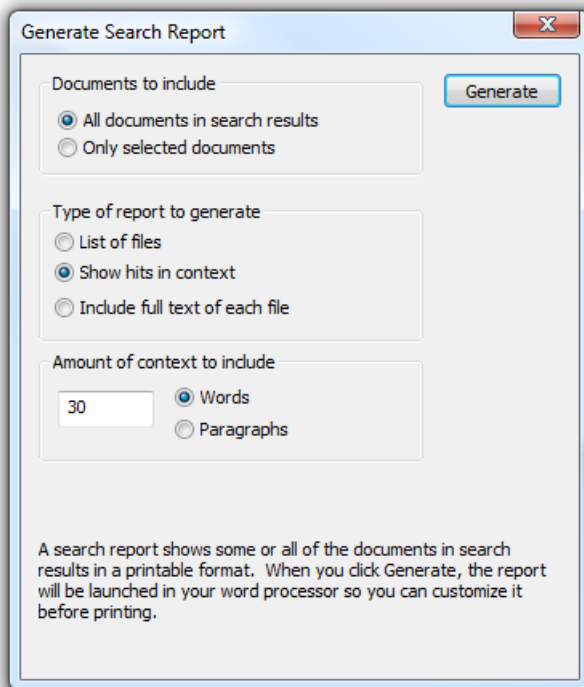 Generate Search Report
X
Documents to include
Generate
All documents in search results
Only selected documents
Type of report to generate
List of files
Show hits in context
Include full text of each file
Amount of context to include
30
Words
Paragraphs
A search report shows some or all of the documents in search
results in a printable format.  When you click Generate, the report
will be launched in your word processor so you can customize it
before printing.